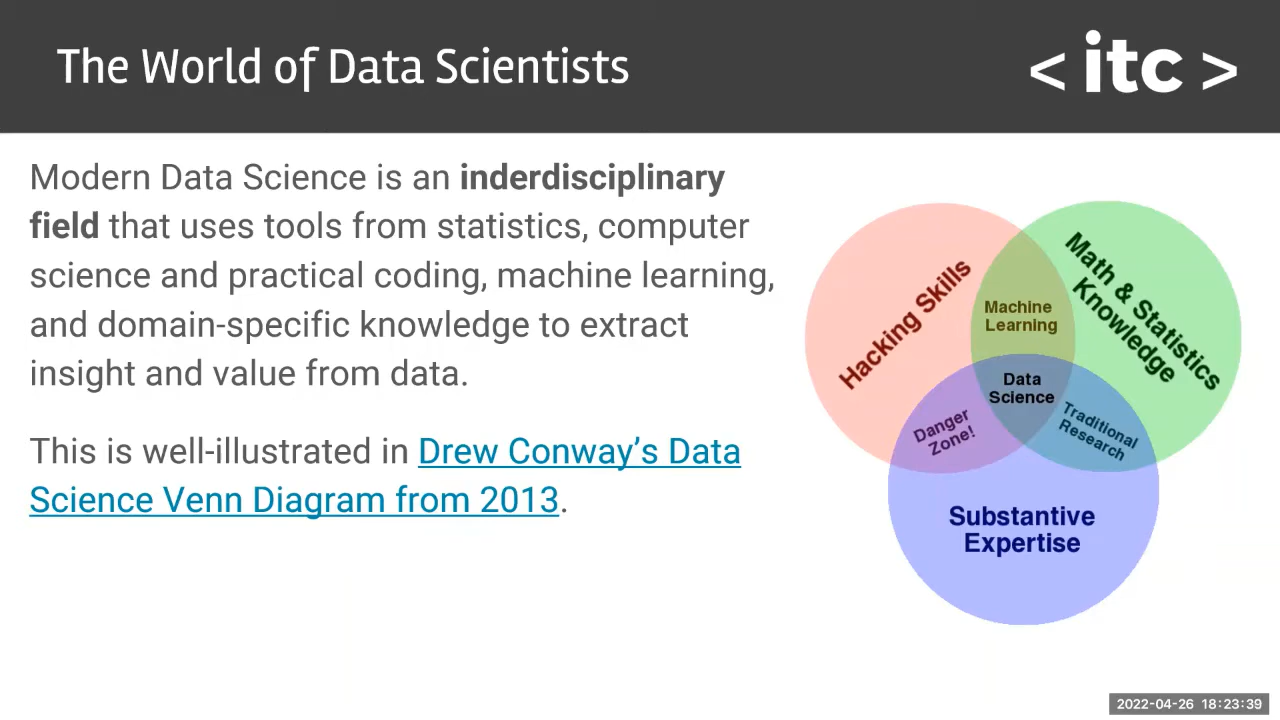 The World of Data Scientists
< itc >
Modern Data Science is an inderdisciplinary
field that uses tools from statistics, computer
science and practical coding, machine learning,
and domain-specific knowledge to extract
insight and value from data.
This is well-illustrated in Drew Conway’s Data
Science Venn Diagram from 2013.
Hacking Skills
Math & Statistics
Knowledge
Machine
Learning
Data
Science
Danger
Zone!
Traditional
Research
Substantive
Expertise
2022-04-26 18:23:39